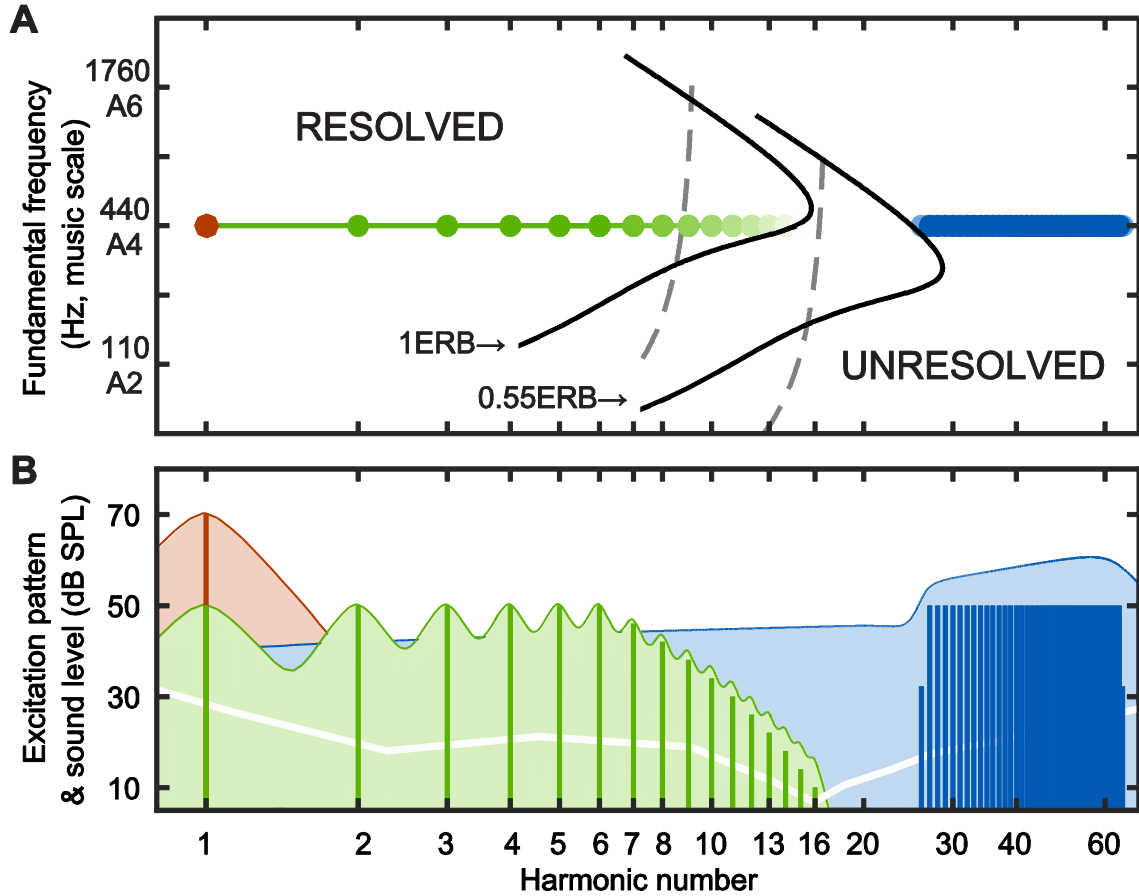 A
Fundamental frequency
(Hz, music scale)
1760
A6
440
A4
110
A2
RESOLVED
1ERB→
0.55ERB→
UNRESOLVED
B
Excitation pattern
& sound level (dB SPL)
70
50
30
10
1 2 3 4 5 6 7 8 10 13 16 20 30 40 60
Harmonic number